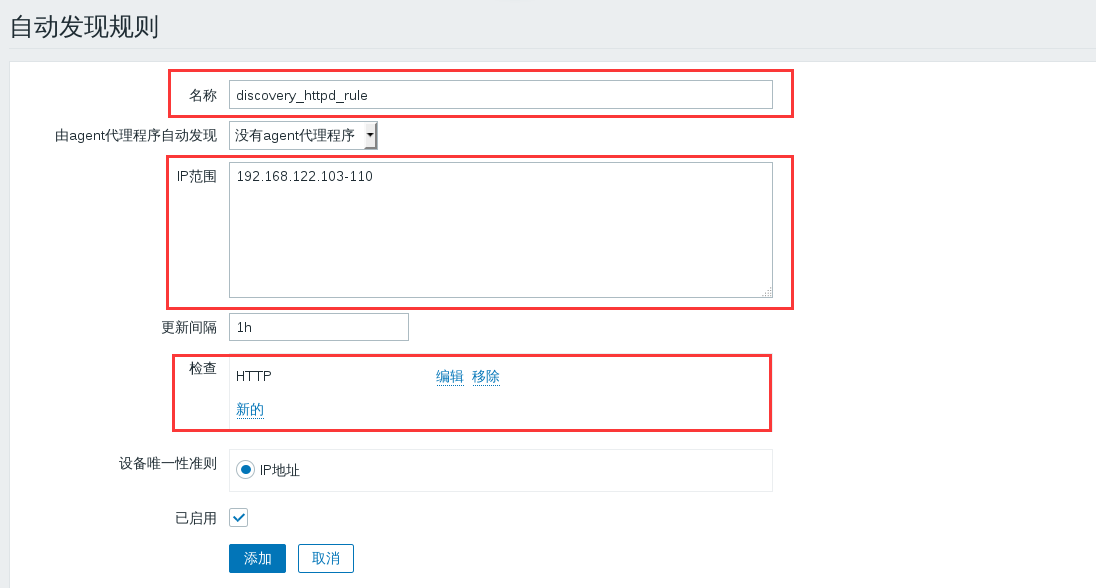 自动发现规则
名称 discovery_httpd_rule
由agent代理程序自动发现 没有agent代理程序
IP范围 192.168.122.103-110
更新间隔 1h
检查 HTTP 编辑 移除
新的
设备唯一性准则 IP地址
已启用
添加 取消